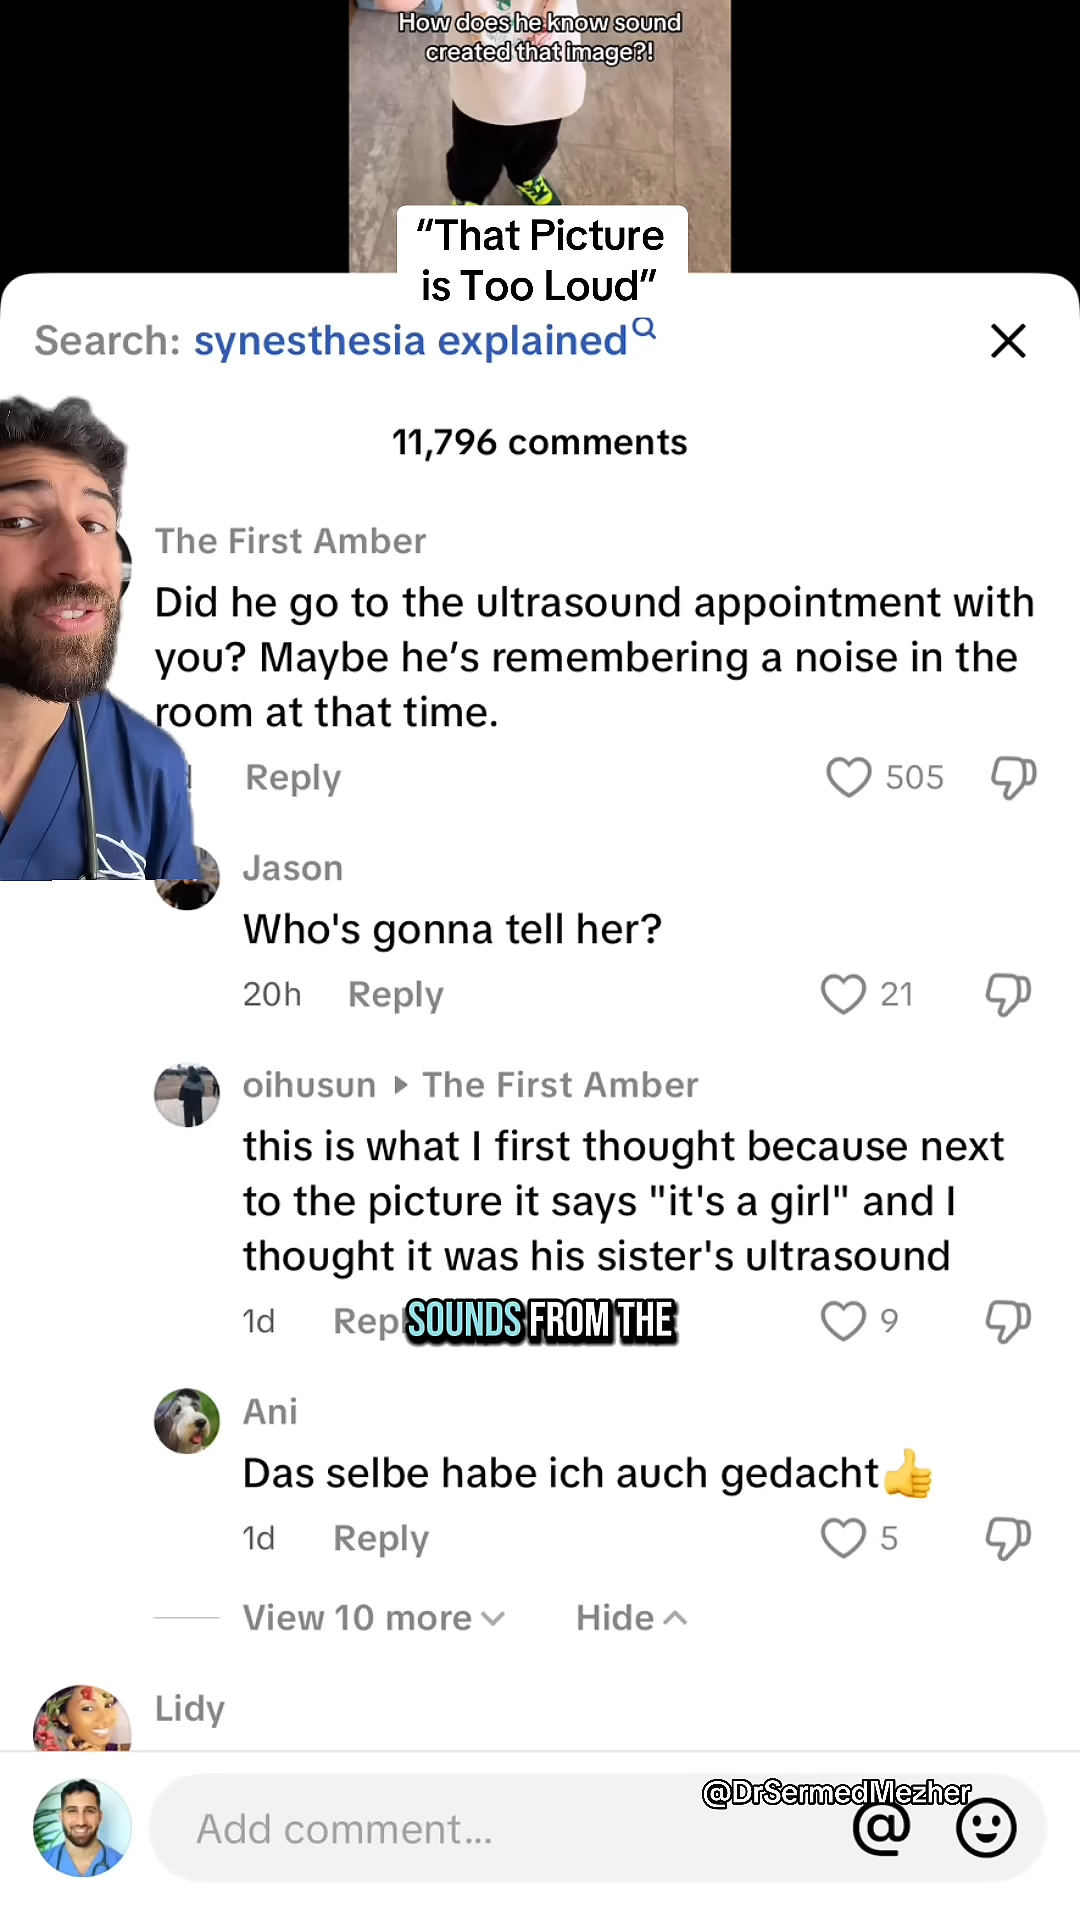 How does he know sound
created that image?!
“That Picture
is Too Loud”
Search: synesthesia explained
11,796 comments
The First Amber
Did he go to the ultrasound appointment with
you? Maybe he’s remembering a noise in the
room at that time.
Reply
505
Jason
Who's gonna tell her?
20h Reply
21
oihusun ▸ The First Amber
this is what I first thought because next
to the picture it says "it's a girl" and I
thought it was his sister's ultrasound
1d
9
SOUNDS FROM THE
Ani
Das selbe habe ich auch gedacht👍
1d Reply
5
View 10 more
Hide
Lidy
@DrSermedMezher
Add comment...
@